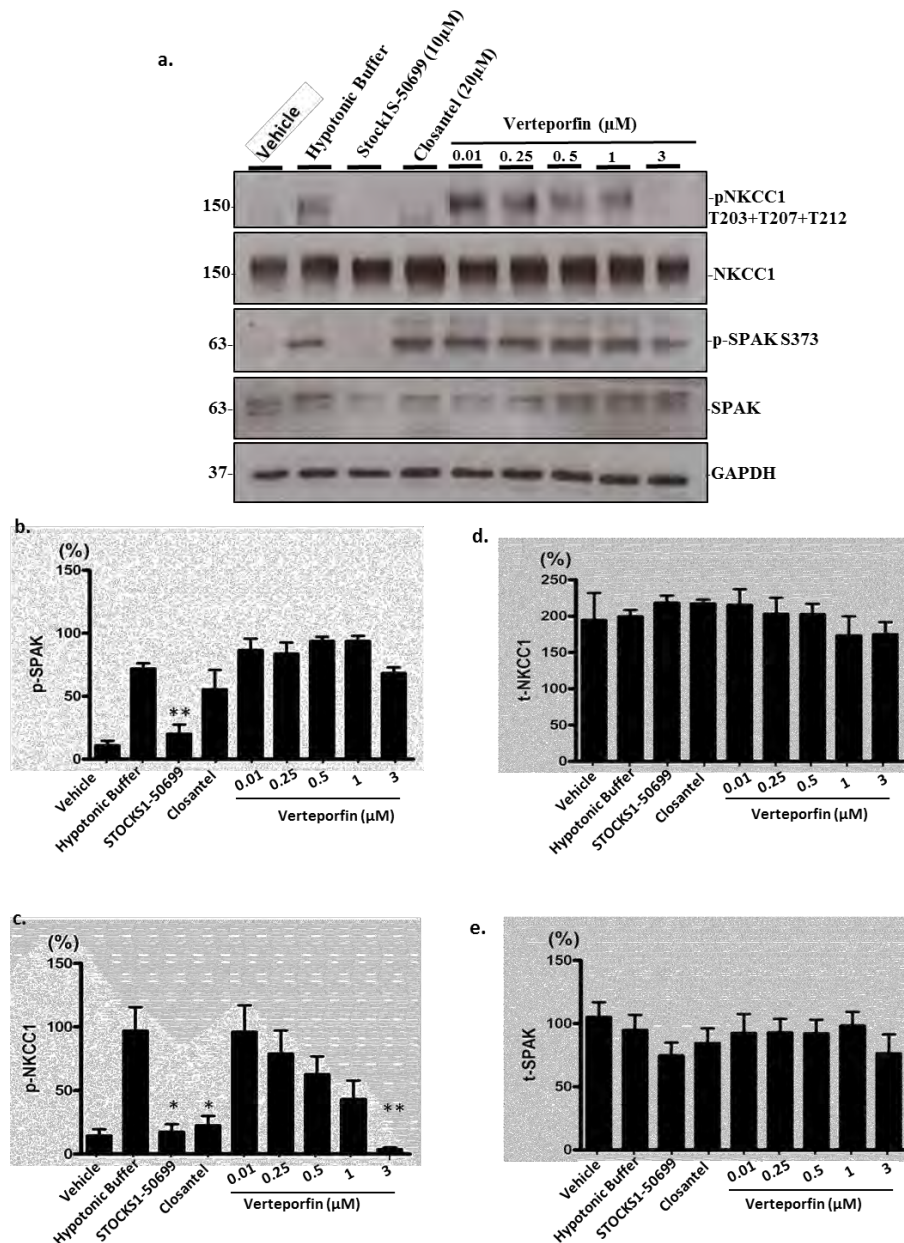 a.
Vehicle
Hypotonic Buffer
Stock1S-50699 (10μM)
Closantel (20μM)
Verteporfin (μM)
0.01 0.25 0.5 1 3
150
-pNKCC1
T203+T207+T212
150
-NKCC1
63
-p-SPAK S373
63
-SPAK
37
-GAPDH
b.
(%)
150
100
50
0
p-SPAK
**
Vehicle
Hypotonic Buffer
STOCKS1-50699
Closantel
0.01 0.25 0.5 1 3
Verteporfin (μM)
d.
(%)
250
200
150
100
50
0
t-NKCC1
Vehicle
Hypotonic Buffer
STOCKS1-50699
Closantel
0.01 0.25 0.5 1 3
Verteporfin (μM)
c.
(%)
150
100
50
0
p-NKCC1
* * **
Vehicle
Hypotonic Buffer
STOCKS1-50699
Closantel
0.01 0.25 0.5 1 3
Verteporfin (μM)
e.
(%)
150
100
50
0
t-SPAK
Vehicle
Hypotonic Buffer
STOCKS1-50699
Closantel
0.01 0.25 0.5 1 3
Verteporfin (μM)